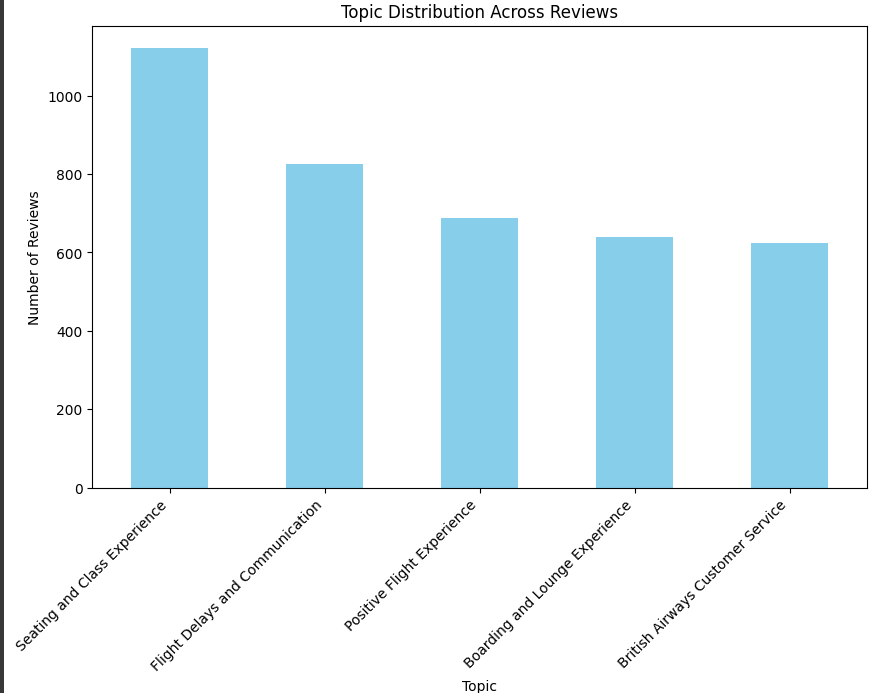 Topic Distribution Across Reviews
Number of Reviews
1000
800
600
400
200
0
Seating and Class Experience
Flight Delays and Communication
Positive Flight Experience
Boarding and Lounge Experience
British Airways Customer Service
Topic